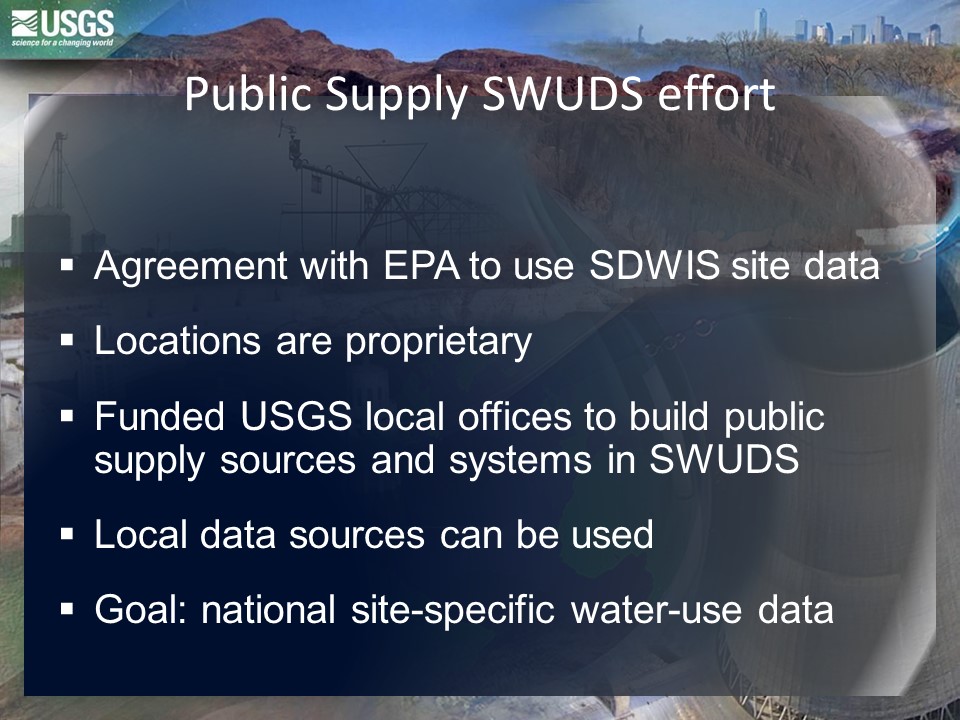 USGS
science for a changing world
Public Supply SWUDS effort
▪ Agreement with EPA to use SDWIS site data
▪ Locations are proprietary
▪ Funded USGS local offices to build public
supply sources and systems in SWUDS
▪ Local data sources can be used
▪ Goal: national site-specific water-use data